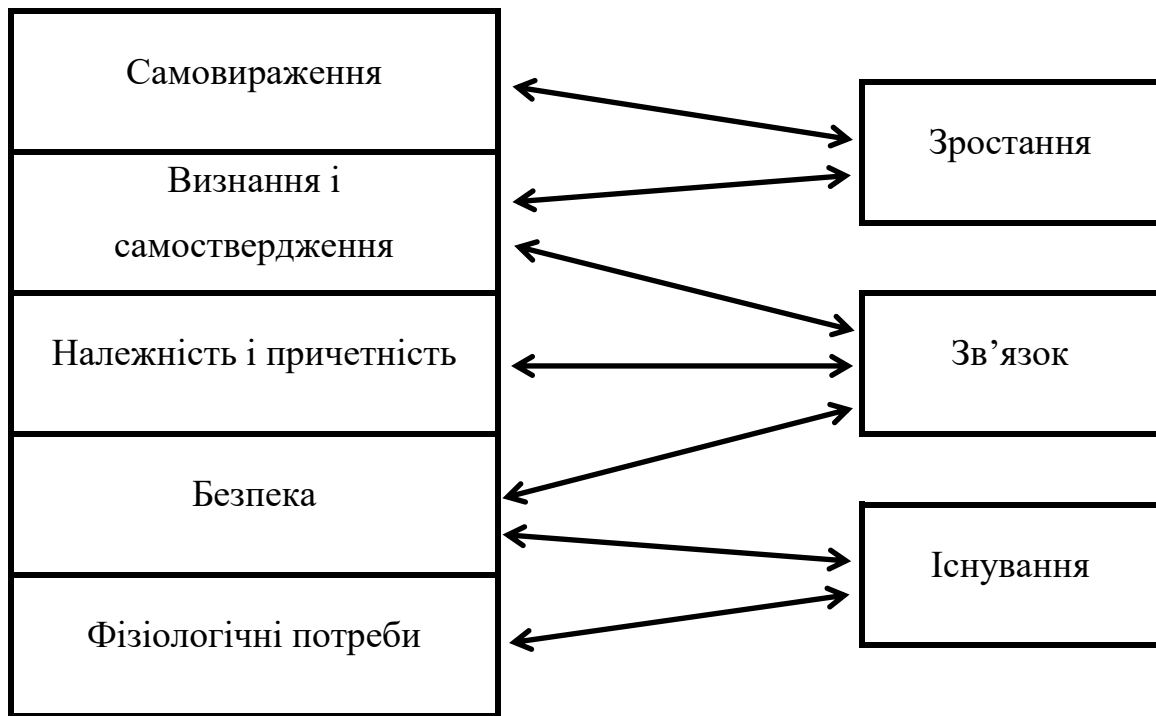 Самовираження
Визнання і
самоствердження
Належність і причетність
Безпека
Фізіологічні потреби
Зростання
Зв’язок
Існування